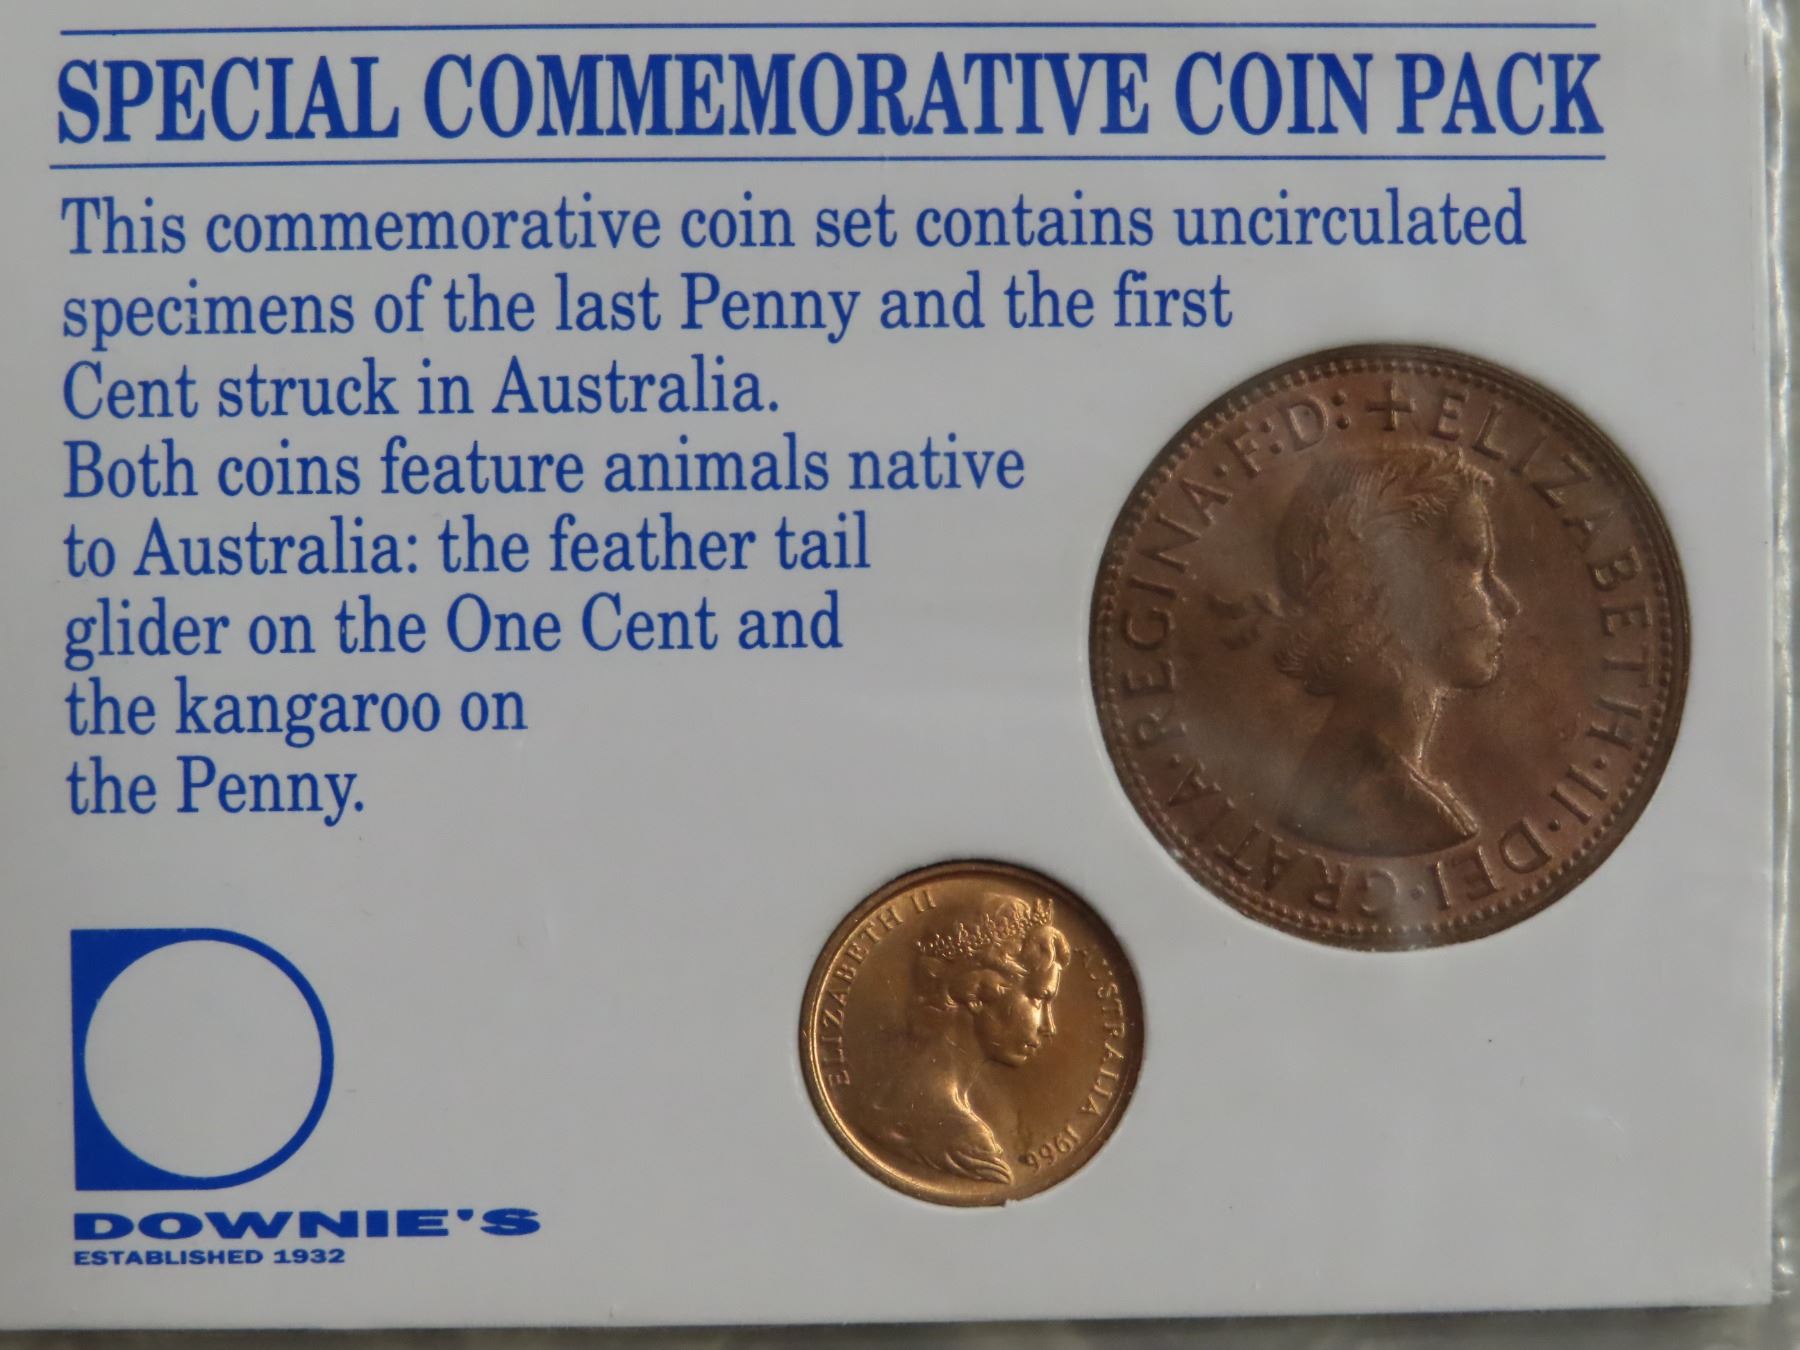 SPECIAL COMMEMORATIVE COIN PACK
This commemorative coin set contains uncirculated
specimens of the last Penny and the first
Cent struck in Australia.
Both coins feature animals native
to Australia: the feather tail
glider on the One Cent and
the kangaroo on
the Penny.
+ELIZABETH·II·DEI·GRATIA·REGINA·F:D:
ELIZABETH II
AUSTRALIA 1966
DOWNIE'S
ESTABLISHED 1932